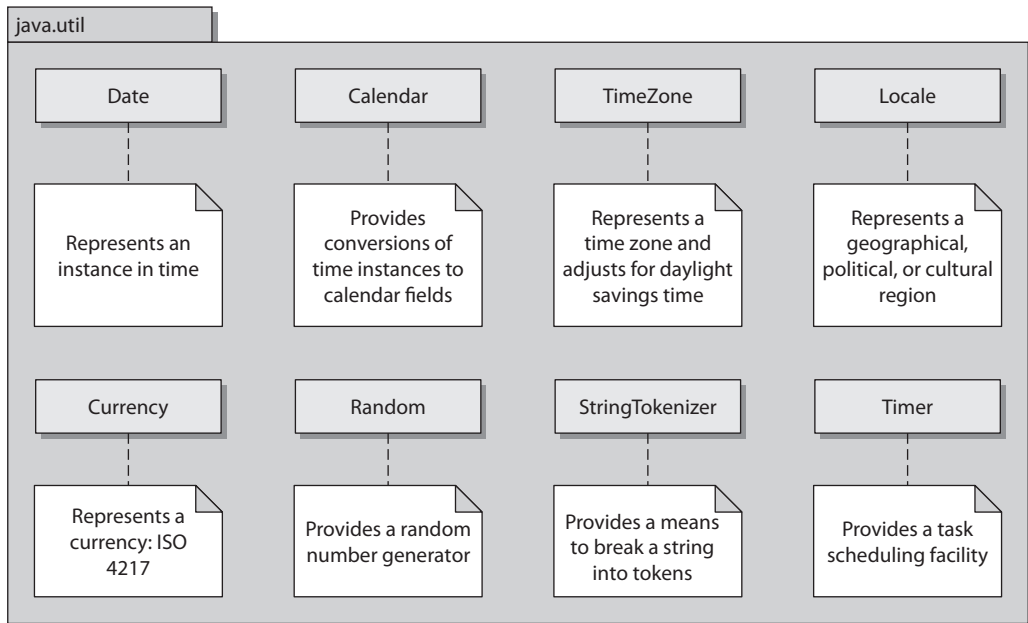 java.util
Date
Calendar
TimeZone
Locale
Represents an
instance in time
Provides
conversions of
time instances to
calendar fields
Represents a
time zone and
adjusts for daylight
savings time
Represents a
geographical,
political, or cultural
region
Currency
Random
StringTokenizer
Timer
Represents a
currency: ISO
4217
Provides a random
number generator
Provides a means
to break a string
into tokens
Provides a task
scheduling facility